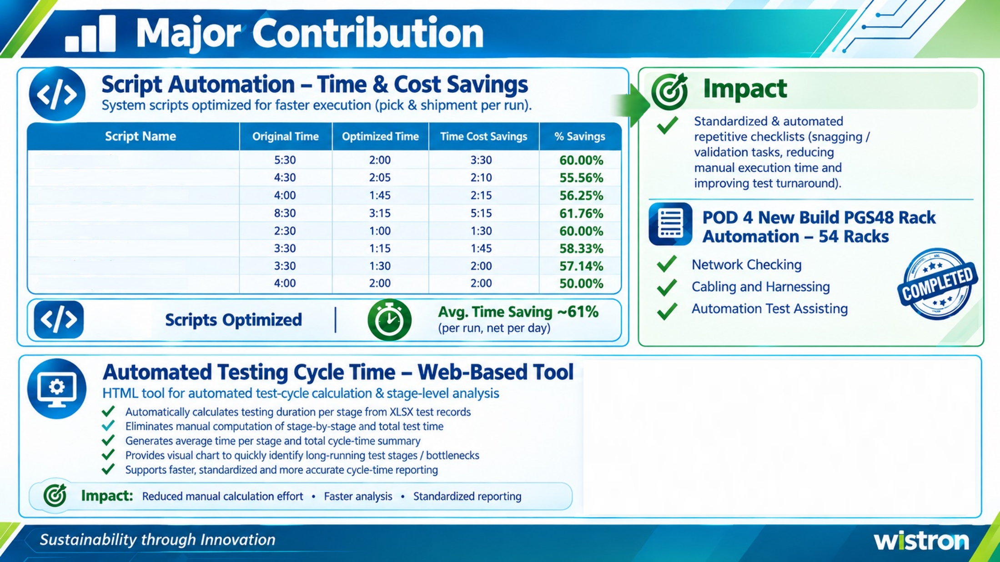 Major Contribution
Script Automation – Time & Cost Savings
System scripts optimized for faster execution (pick & shipment per run).
Script Name Original Time Optimized Time Time Cost Savings % Savings
5:30 2:00 3:30 60.00%
4:30 2:05 2:10 55.56%
4:00 1:45 2:15 56.25%
8:30 3:15 5:15 61.76%
2:30 1:00 1:30 60.00%
3:30 1:15 1:45 58.33%
3:30 1:30 2:00 57.14%
4:00 2:00 2:00 50.00%
Scripts Optimized
Avg. Time Saving ~61%
(per run, net per day)
Impact
Standardized & automated
repetitive checklists (snagging /
validation tasks, reducing
manual execution time and
improving test turnaround).
POD 4 New Build PGS48 Rack
Automation – 54 Racks
Network Checking
Cabling and Harnessing
Automation Test Assisting
COMPLETED
Automated Testing Cycle Time – Web-Based Tool
HTML tool for automated test-cycle calculation & stage-level analysis
Automatically calculates testing duration per stage from XLSX test records
Eliminates manual computation of stage-by-stage and total test time
Generates average time per stage and total cycle-time summary
Provides visual chart to quickly identify long-running test stages / bottlenecks
Supports faster, standardized and more accurate cycle-time reporting
Impact: Reduced manual calculation effort • Faster analysis • Standardized reporting
Sustainability through Innovation
wistron